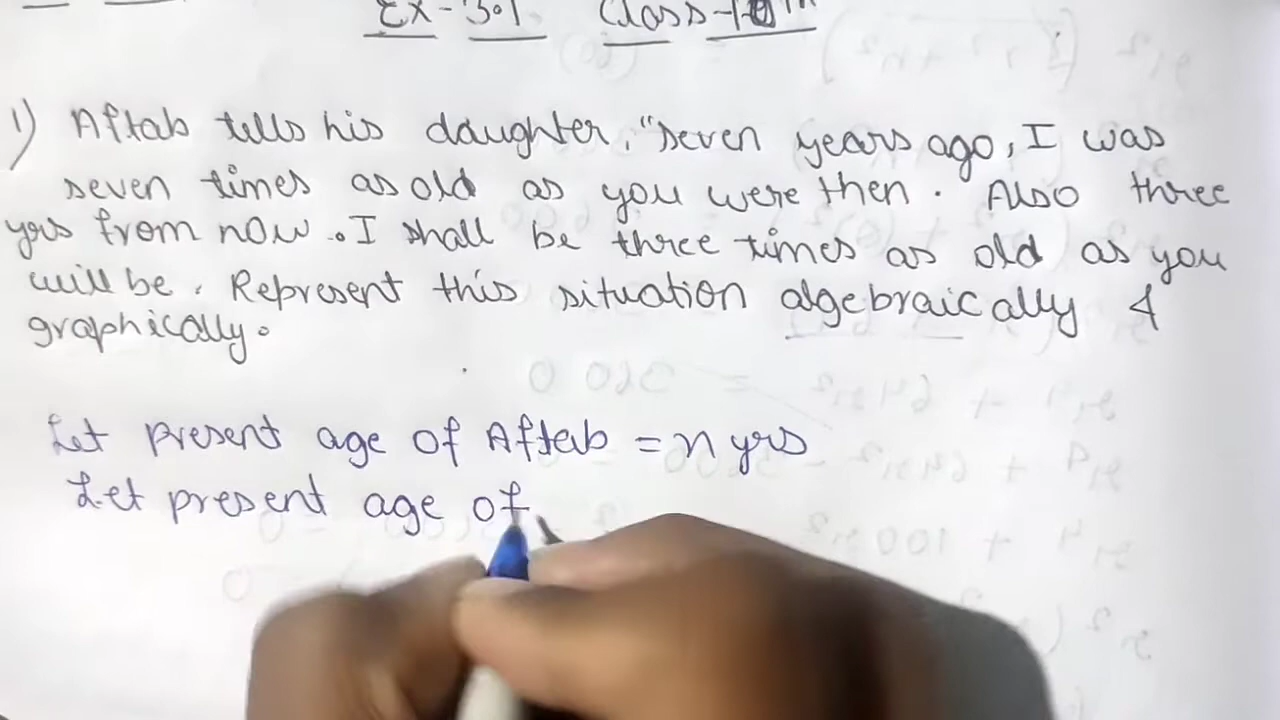 Ex-3.1 Class-10th
1) Aftab tells his daughter, "seven years ago, I was
seven times as old as you were then. Also three
yrs from now. I shall be three times as old as you
will be. Represent this situation algebraically &
graphically.
Let present age of Aftab = x yrs
Let present age of